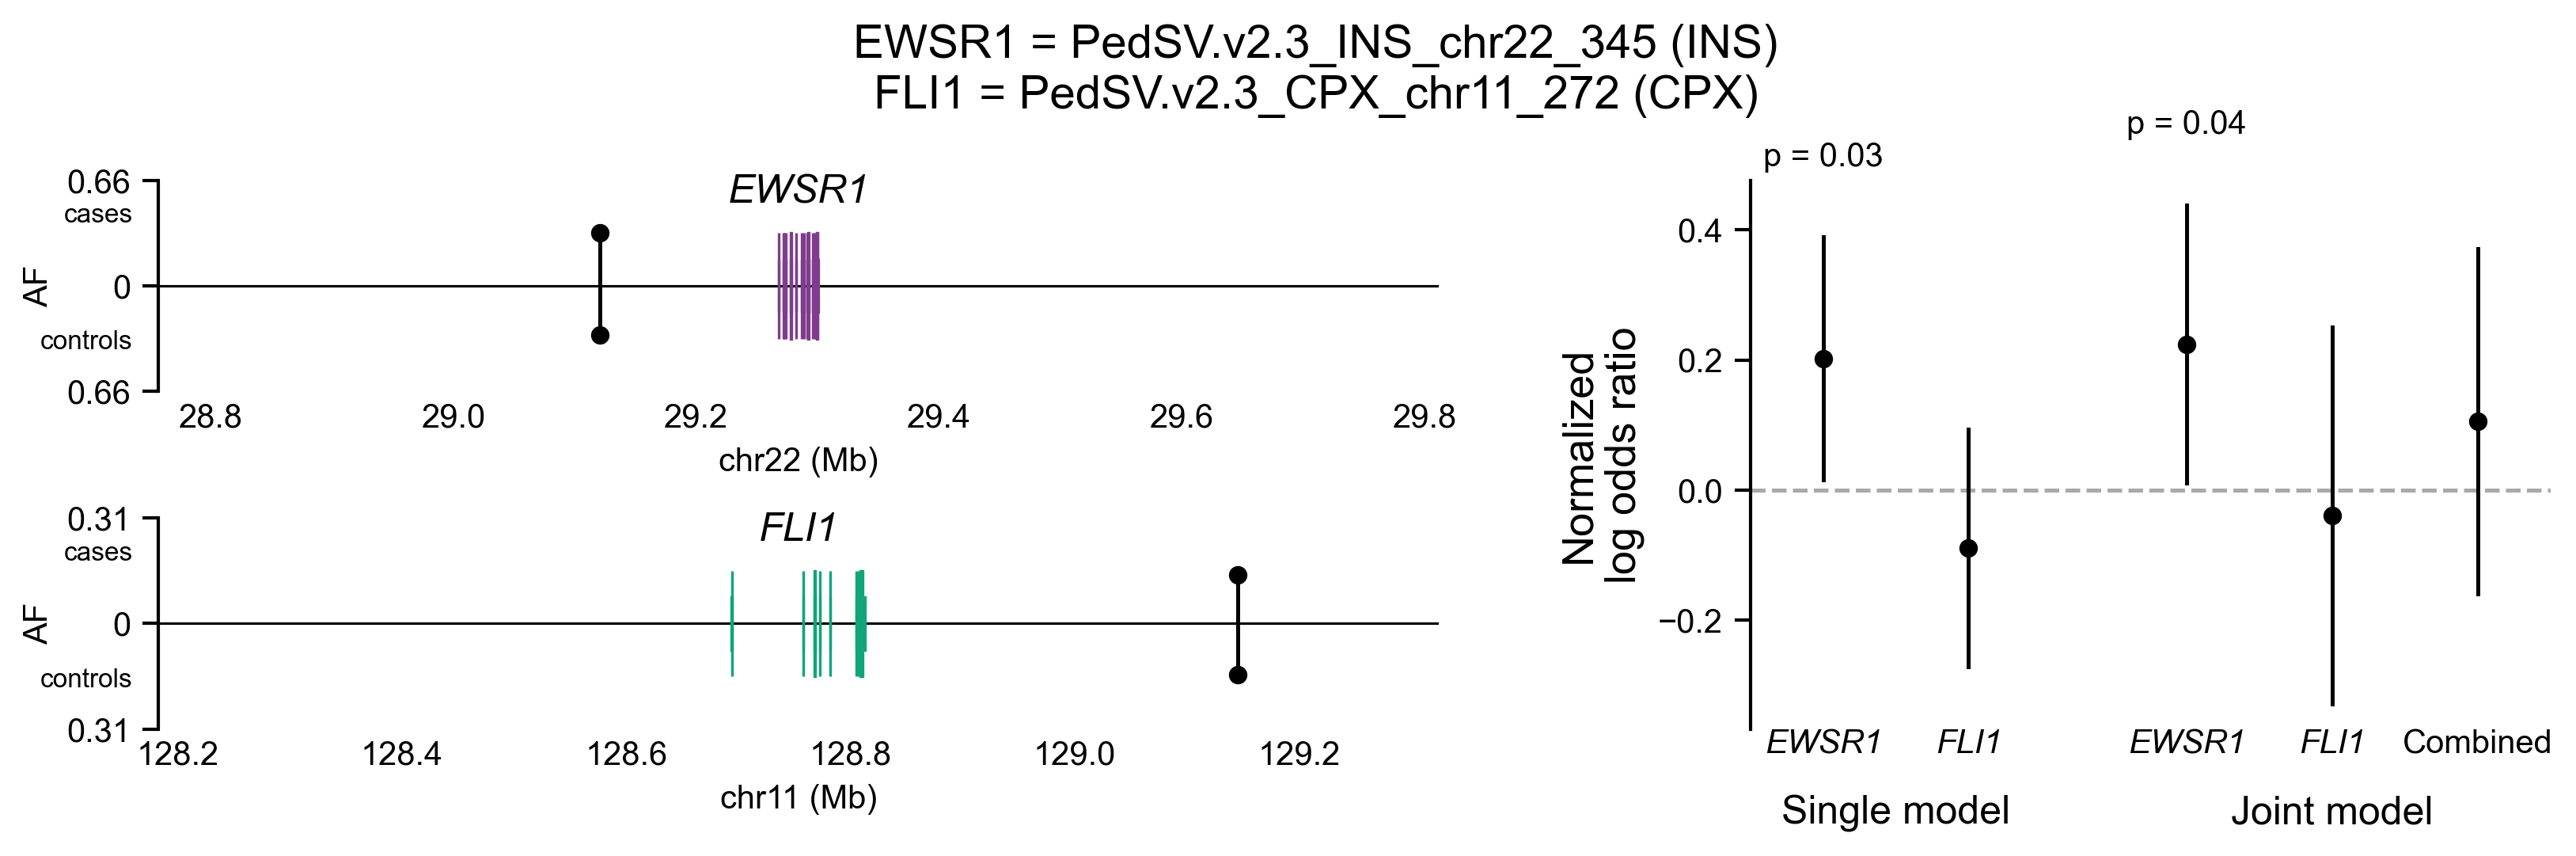 EWSR1 = PedSV.v2.3_INS_chr22_345 (INS)
FLI1 = PedSV.v2.3_CPX_chr11_272 (CPX)
0.66
cases
AF
0
controls
0.66
EWSR1
28.8 29.0 29.2 29.4 29.6 29.8
chr22 (Mb)
0.31
cases
AF
0
controls
0.31
FLI1
128.2 128.4 128.6 128.8 129.0 129.2
chr11 (Mb)
p = 0.03
p = 0.04
Normalized
log odds ratio
0.4
0.2
0.0
−0.2
EWSR1 FLI1 EWSR1 FLI1 Combined
Single model Joint model